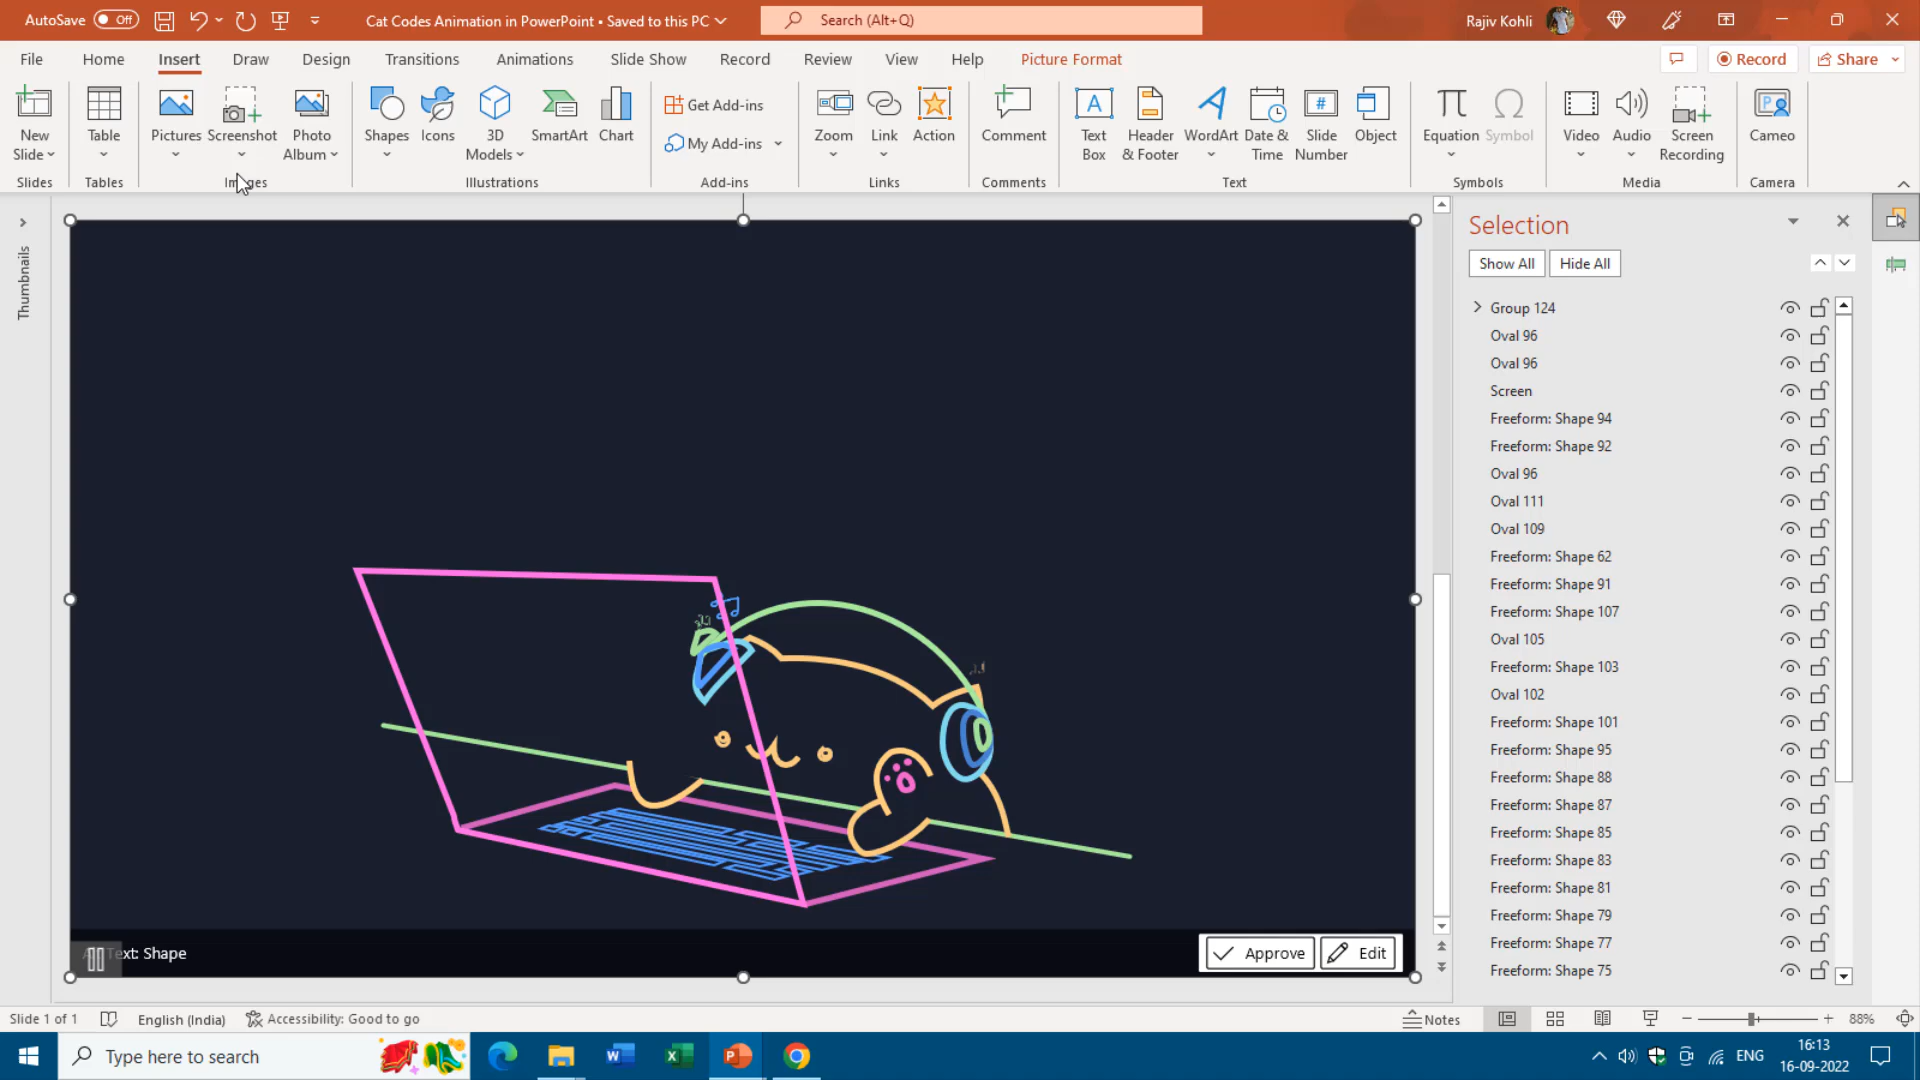 AutoSave Off
Cat Codes Animation in PowerPoint • Saved to this PC
Search (Alt+Q)
Rajiv Kohli
File Home Insert Draw Design Transitions Animations Slide Show Record Review View Help Picture Format
Record Share
New Slide
Table
Pictures
Screenshot
Photo Album
Shapes
Icons
3D Models
SmartArt
Chart
Get Add-ins
My Add-ins
Zoom
Link
Action
Comment
Text Box
Header & Footer
WordArt
Date & Time
Slide Number
Object
Equation
Symbol
Video
Audio
Screen Recording
Cameo
Slides Tables Images Illustrations Add-ins Links Comments Text Symbols Media Camera
Thumbnails
Selection
Show All Hide All
Group 124
Oval 96
Oval 96
Screen
Freeform: Shape 94
Freeform: Shape 92
Oval 96
Oval 111
Oval 109
Freeform: Shape 62
Freeform: Shape 91
Freeform: Shape 107
Oval 105
Freeform: Shape 103
Oval 102
Freeform: Shape 101
Freeform: Shape 95
Freeform: Shape 88
Freeform: Shape 87
Freeform: Shape 85
Freeform: Shape 83
Freeform: Shape 81
Freeform: Shape 79
Freeform: Shape 77
Freeform: Shape 75
Text: Shape
Approve Edit
Slide 1 of 1 English (India) Accessibility: Good to go
Notes 88%
Type here to search
ENG
16:13
16-09-2022